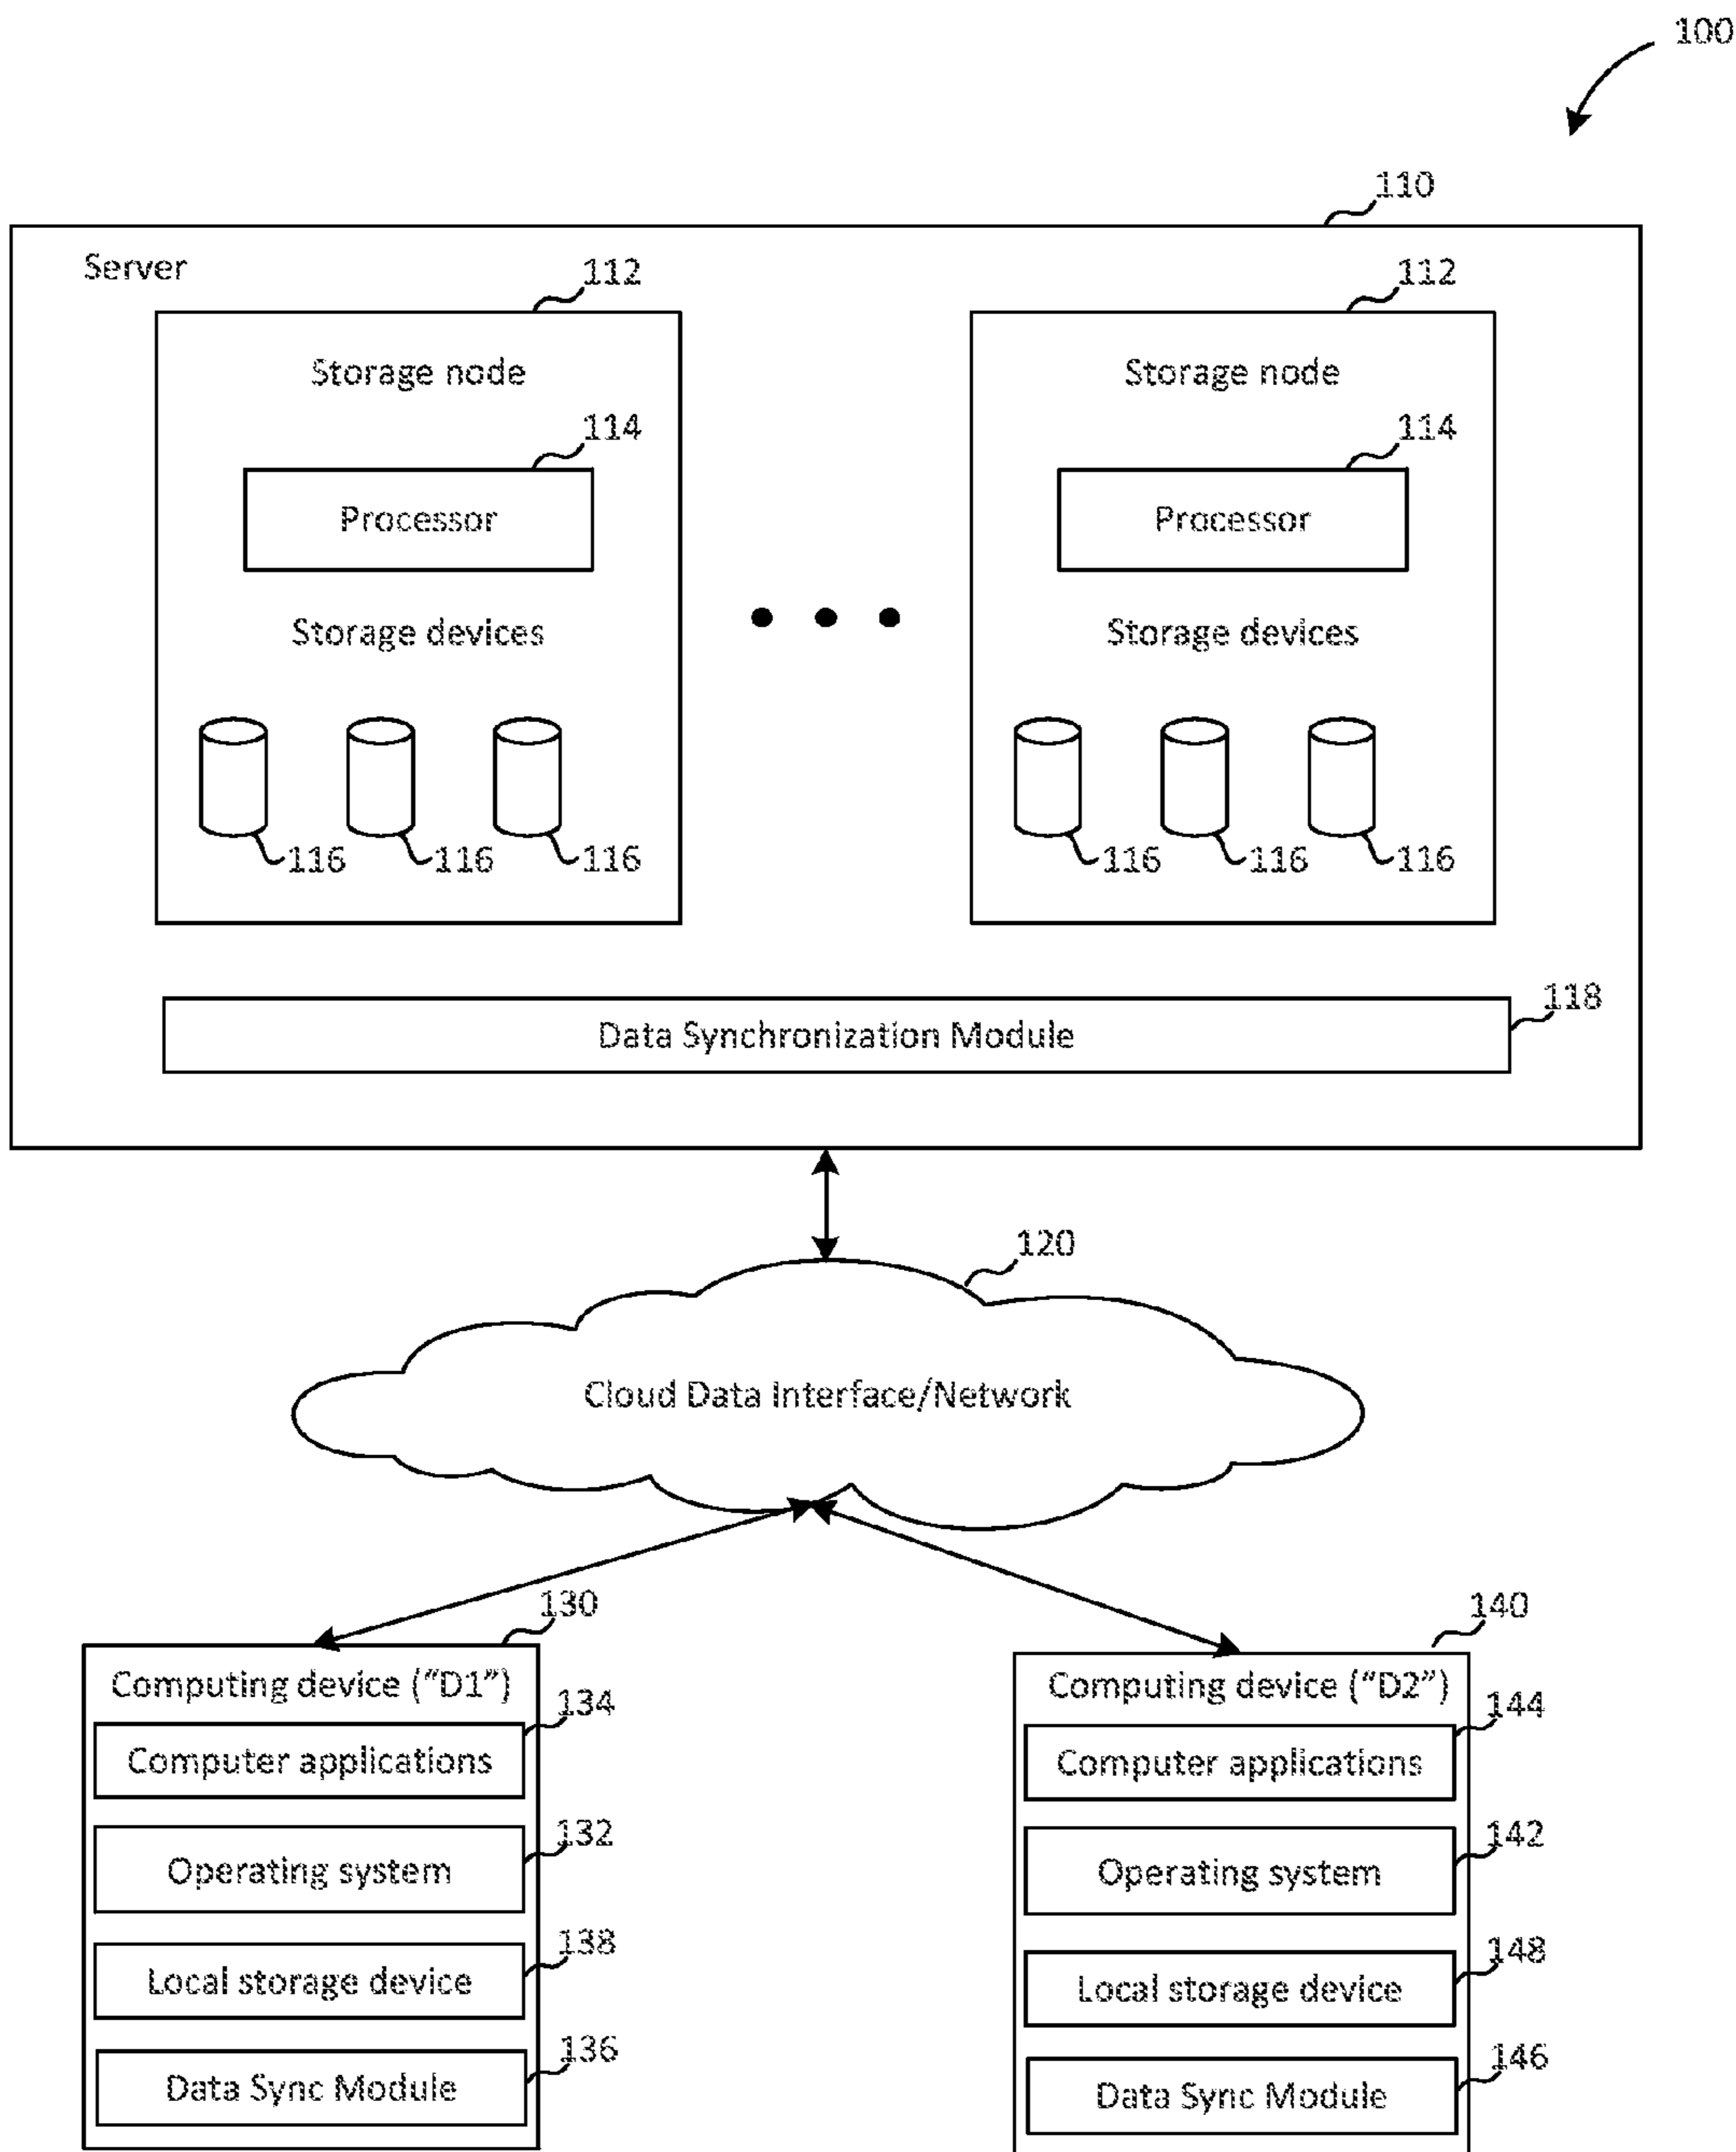 100
110
Server
112 112
Storage node Storage node
114 114
Processor Processor
Storage devices Storage devices
116 116 116 116 116 116
118
Data Synchronization Module
120
Cloud Data Interface/Network
130 140
Computing device ("D1") Computing device ("D2")
134 144
Computer applications Computer applications
132 142
Operating system Operating system
138 148
Local storage device Local storage device
136 146
Data Sync Module Data Sync Module